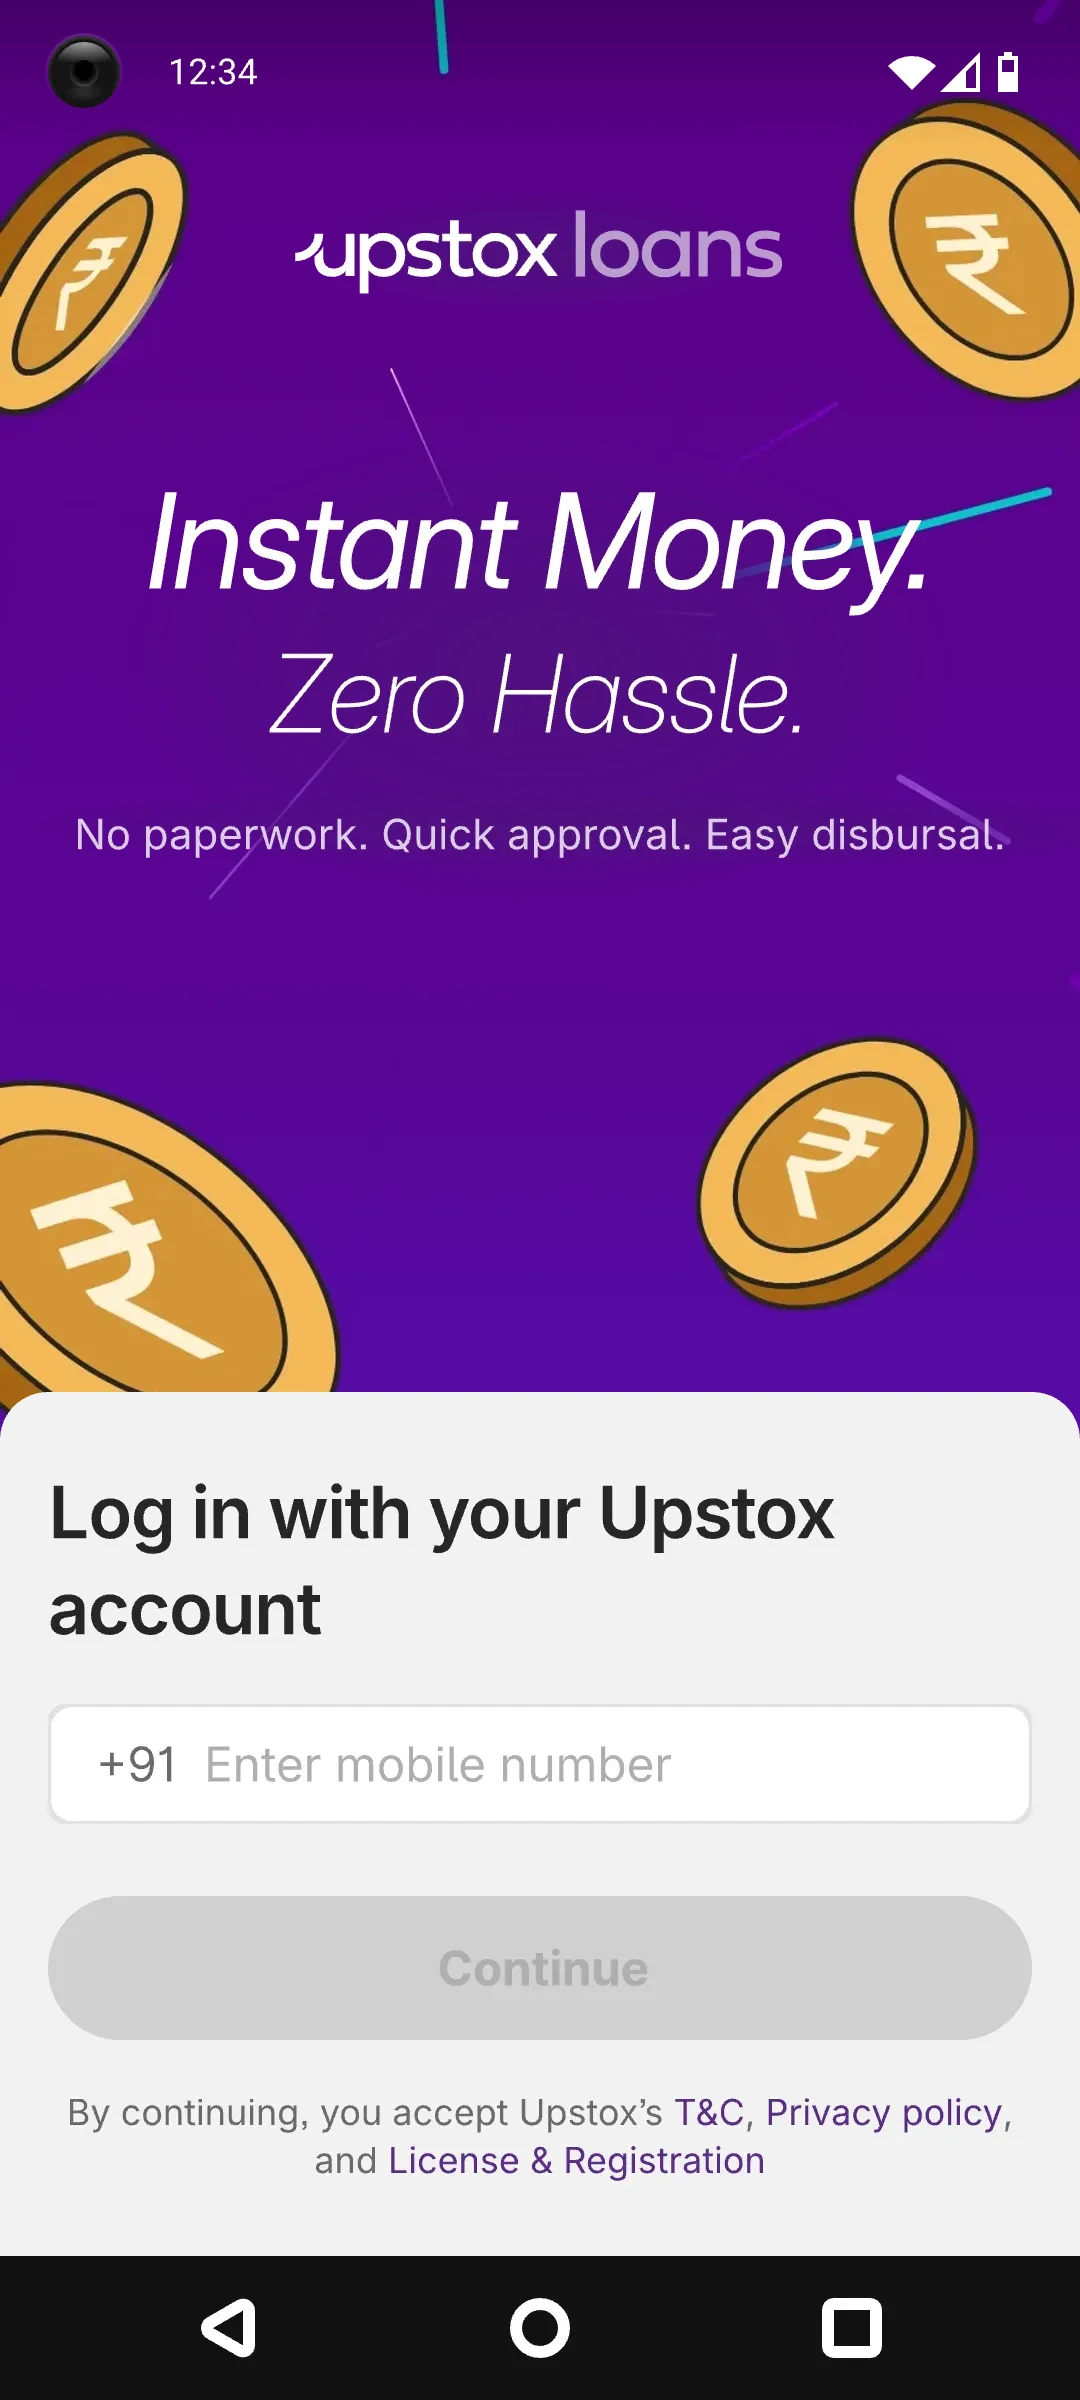 12:34
upstox loans
₹
₹
Instant Money.
Zero Hassle.
No paperwork. Quick approval. Easy disbursal.
₹
₹
Log in with your Upstox
account
+91 Enter mobile number
Continue
By continuing, you accept Upstox’s T&C, Privacy policy,
and License & Registration